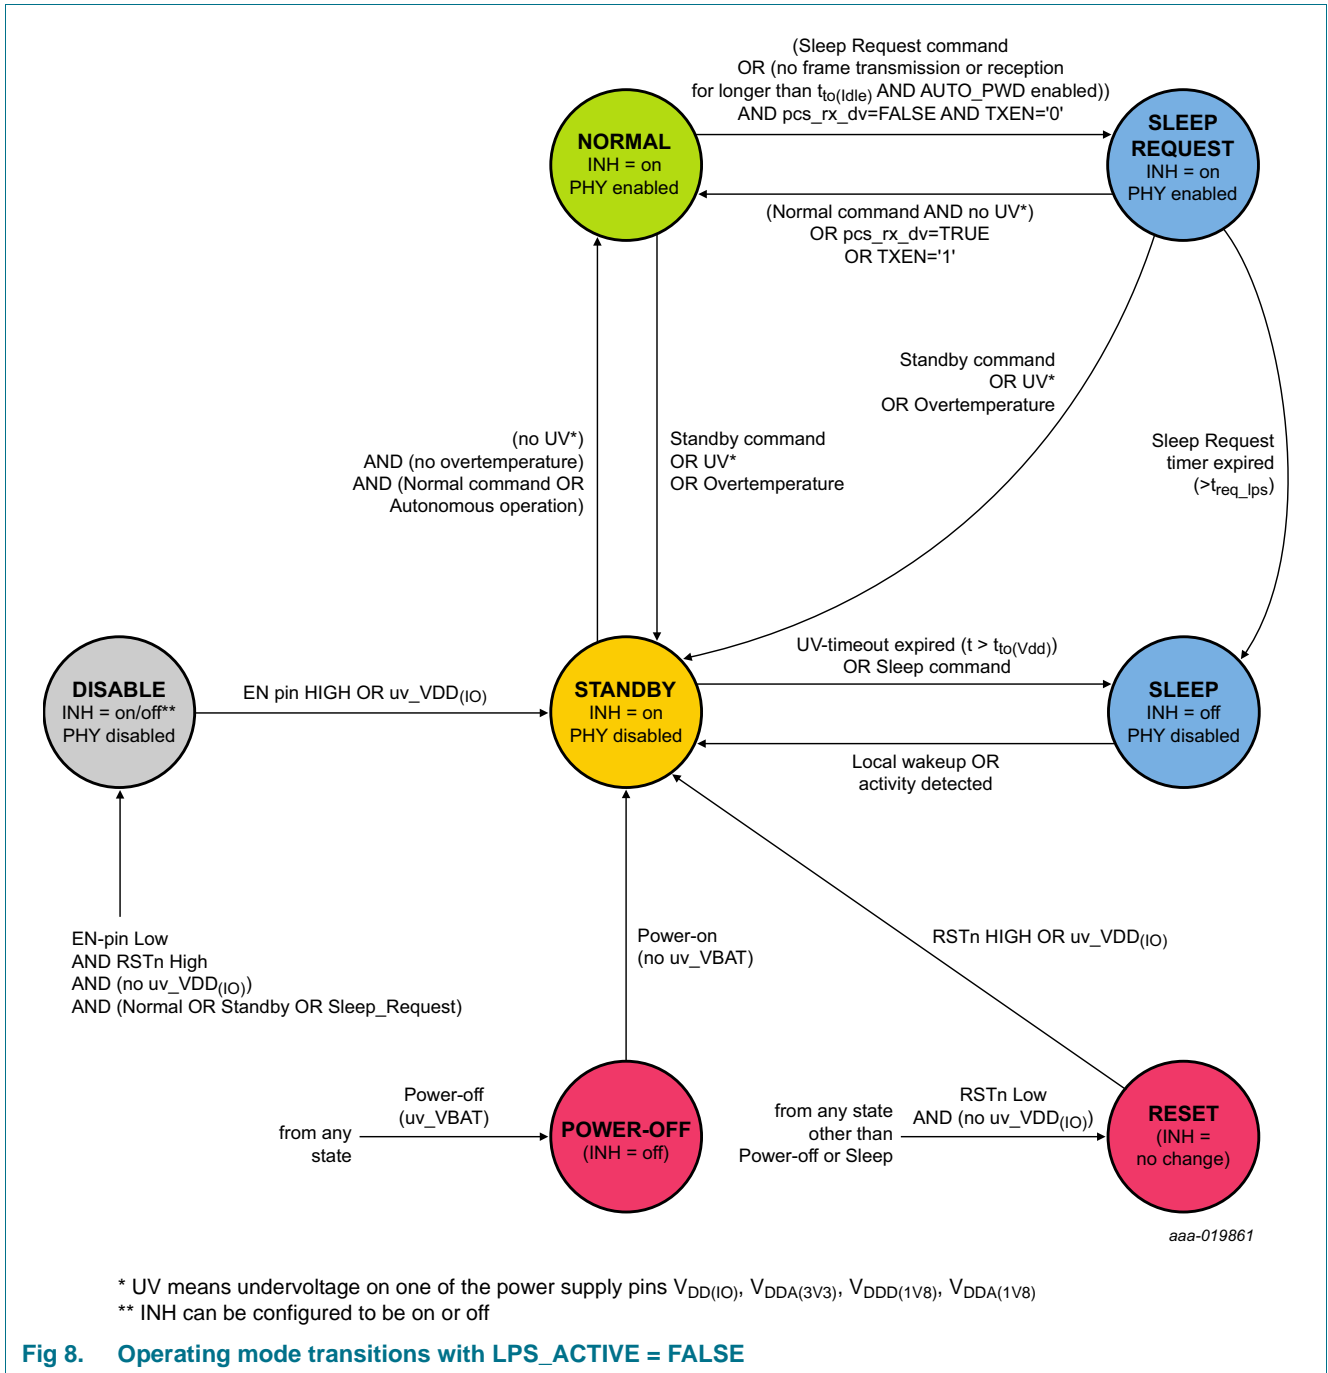 (Sleep Request command
OR (no frame transmission or reception
for longer than tto(Idle) AND AUTO_PWD enabled))
AND pcs_rx_dv=FALSE AND TXEN='0'
NORMAL
INH = on
PHY enabled
SLEEP
REQUEST
INH = on
PHY enabled
(Normal command AND no UV*)
OR pcs_rx_dv=TRUE
OR TXEN='1'
Standby command
OR UV*
OR Overtemperature
(no UV*)
AND (no overtemperature)
AND (Normal command OR
Autonomous operation)
Standby command
OR UV*
OR Overtemperature
Sleep Request
timer expired
(>treq_lps)
DISABLE
INH = on/off**
PHY disabled
EN pin HIGH OR uv_VDD(IO)
STANDBY
INH = on
PHY disabled
UV-timeout expired (t > tto(Vdd))
OR Sleep command
SLEEP
INH = off
PHY disabled
Local wakeup OR
activity detected
EN-pin Low
AND RSTn High
AND (no uv_VDD(IO))
AND (Normal OR Standby OR Sleep_Request)
Power-on
(no uv_VBAT)
RSTn HIGH OR uv_VDD(IO)
from any
state
Power-off
(uv_VBAT)
POWER-OFF
(INH = off)
from any state
other than
Power-off or Sleep
RSTn Low
AND (no uv_VDD(IO))
RESET
(INH =
no change)
aaa-019861
* UV means undervoltage on one of the power supply pins VDD(IO), VDDA(3V3), VDDD(1V8), VDDA(1V8)
** INH can be configured to be on or off
Fig 8. Operating mode transitions with LPS_ACTIVE = FALSE